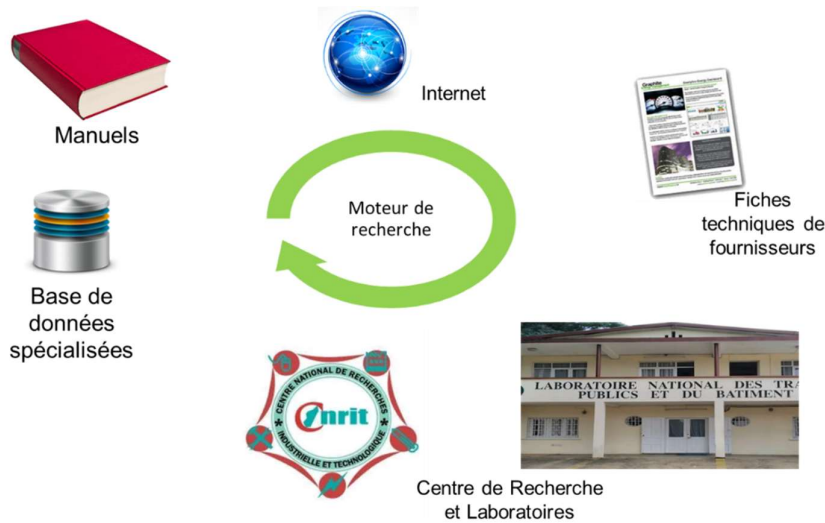 Manuels
Internet
Fiches
techniques de
fournisseurs
Moteur de
recherche
Base de
données
spécialisées
CENTRE NATIONAL DE RECHERCHES
Cnrit
INDUSTRIELLE ET TECHNOLOGIQUE
LABORATOIRE NATIONAL DES TRA
PUBLICS ET DU BATIMENT
Centre de Recherche
et Laboratoires